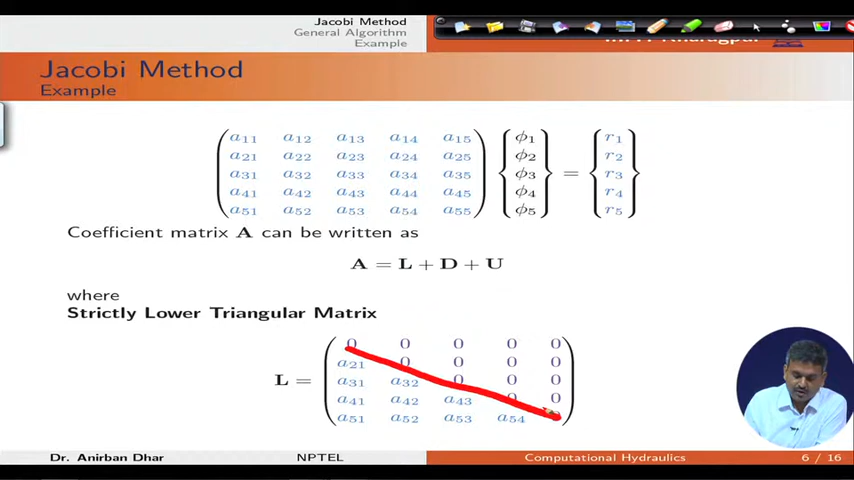 Jacobi Method
General Algorithm
Example
Jacobi Method
Example
a11 a12 a13 a14 a15
a21 a22 a23 a24 a25
a31 a32 a33 a34 a35
a41 a42 a43 a44 a45
a51 a52 a53 a54 a55
ϕ1
ϕ2
ϕ3
ϕ4
ϕ5
=
r1
r2
r3
r4
r5
Coefficient matrix A can be written as
A = L + D + U
where
Strictly Lower Triangular Matrix
L =
0 0 0 0 0
a21 0 0 0 0
a31 a32 0 0 0
a41 a42 a43 0 0
a51 a52 a53 a54
Dr. Anirban Dhar NPTEL Computational Hydraulics 6 / 16